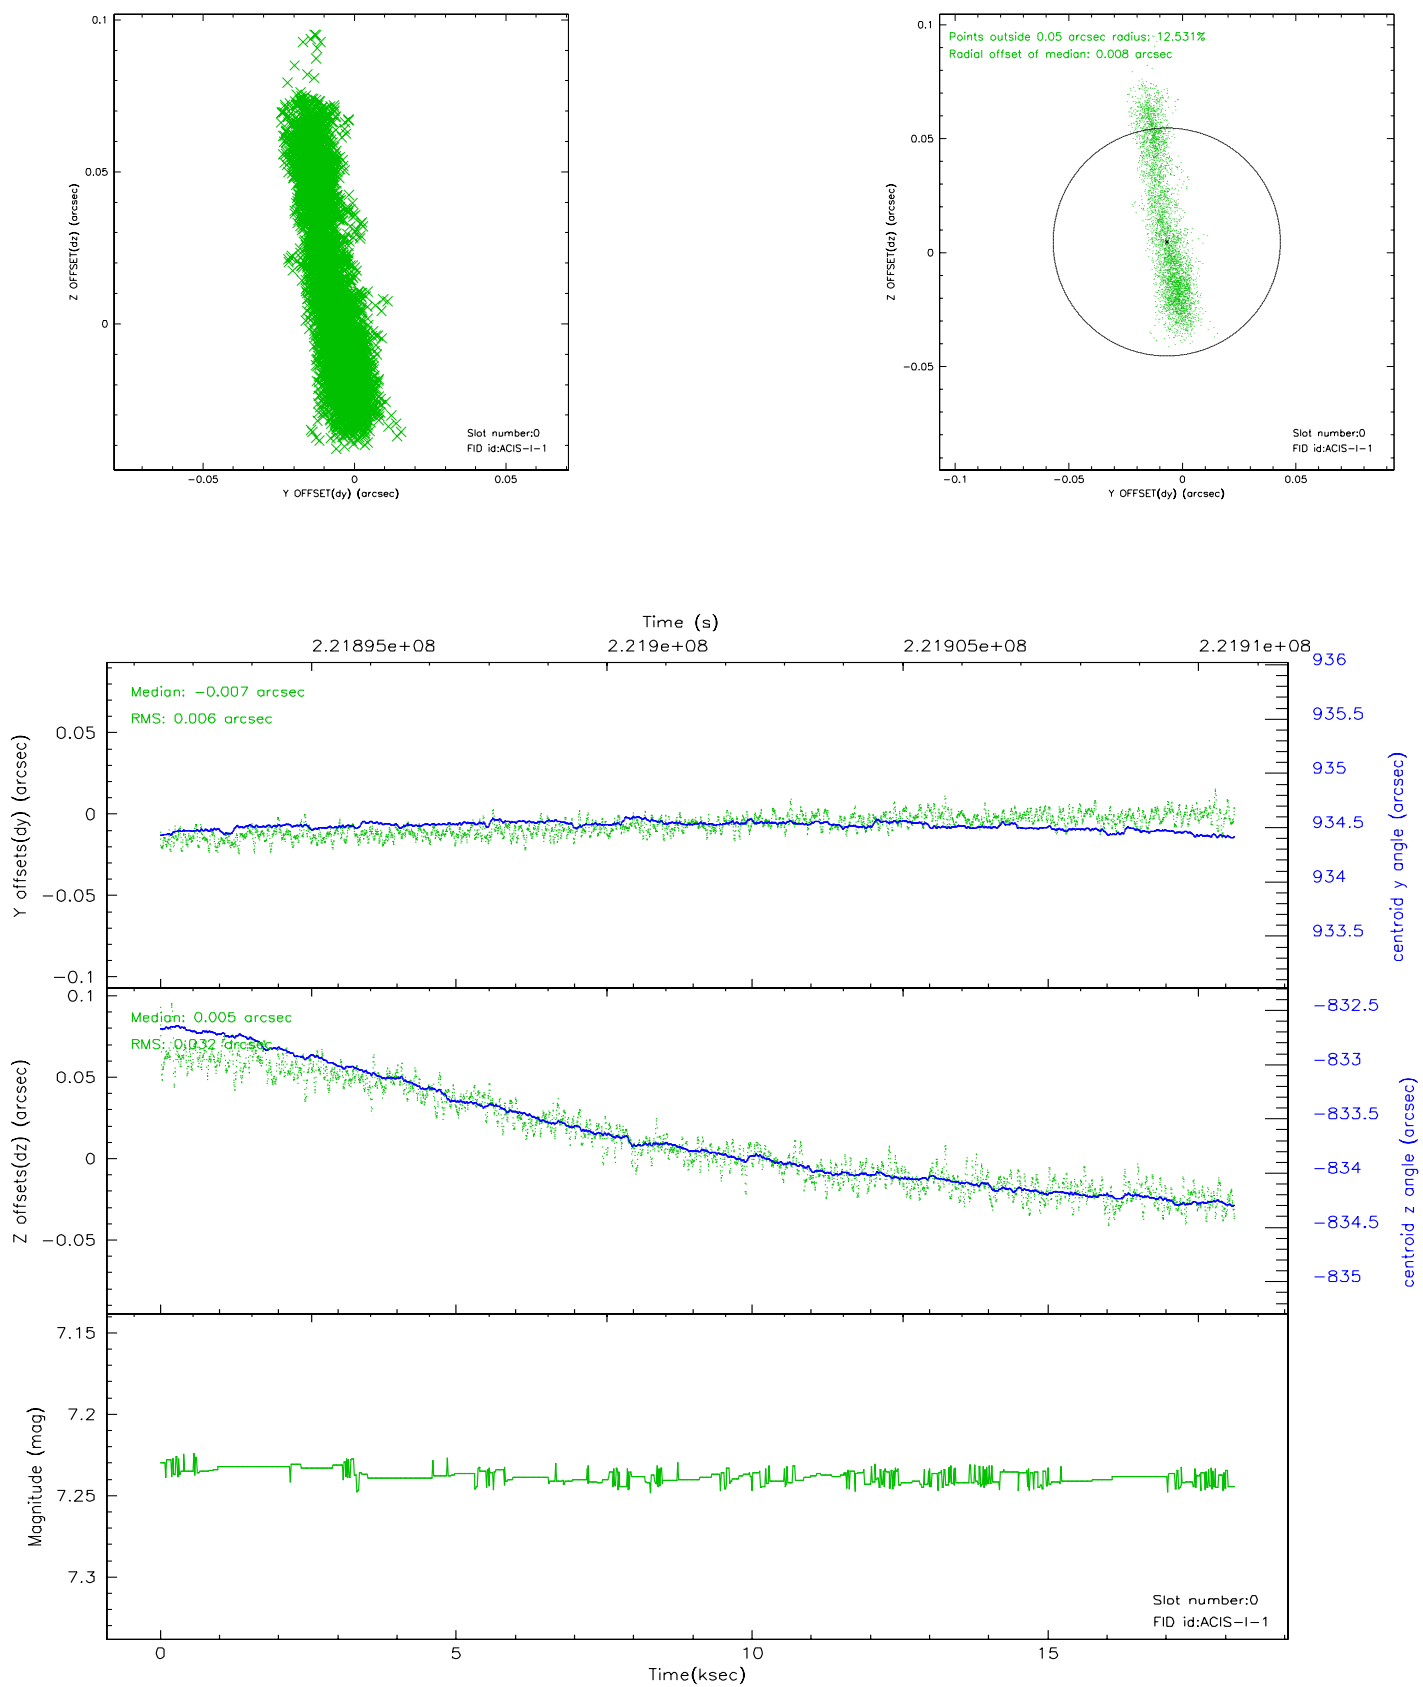 0.1
0.05
0
Z OFFSET(dz) (arcsec)
Slot number:0
FID id:ACIS-I-1
-0.05
0
0.05
Y OFFSET(dy) (arcsec)
0.1
0.05
0
-0.05
Z OFFSET(dz) (arcsec)
Points outside 0.05 arcsec radius: 12.531%
Radial offset of median: 0.008 arcsec
Slot number:0
FID id:ACIS-I-1
-0.1
-0.05
0
0.05
Y OFFSET(dy) (arcsec)
Time (s)
2.21895e+08
2.219e+08
2.21905e+08
2.2191e+08
Median: -0.007 arcsec
RMS: 0.006 arcsec
0.05
0
-0.05
-0.1
Y offsets(dy) (arcsec)
936
935.5
935
934.5
934
933.5
centroid y angle (arcsec)
Median: 0.005 arcsec
RMS: 0.032 arcsec
0.1
0.05
0
-0.05
Z offsets(dz) (arcsec)
-832.5
-833
-833.5
-834
-834.5
-835
centroid z angle (arcsec)
7.15
7.2
7.25
7.3
Magnitude (mag)
Slot number:0
FID id:ACIS-I-1
0
5
10
15
Time(ksec)